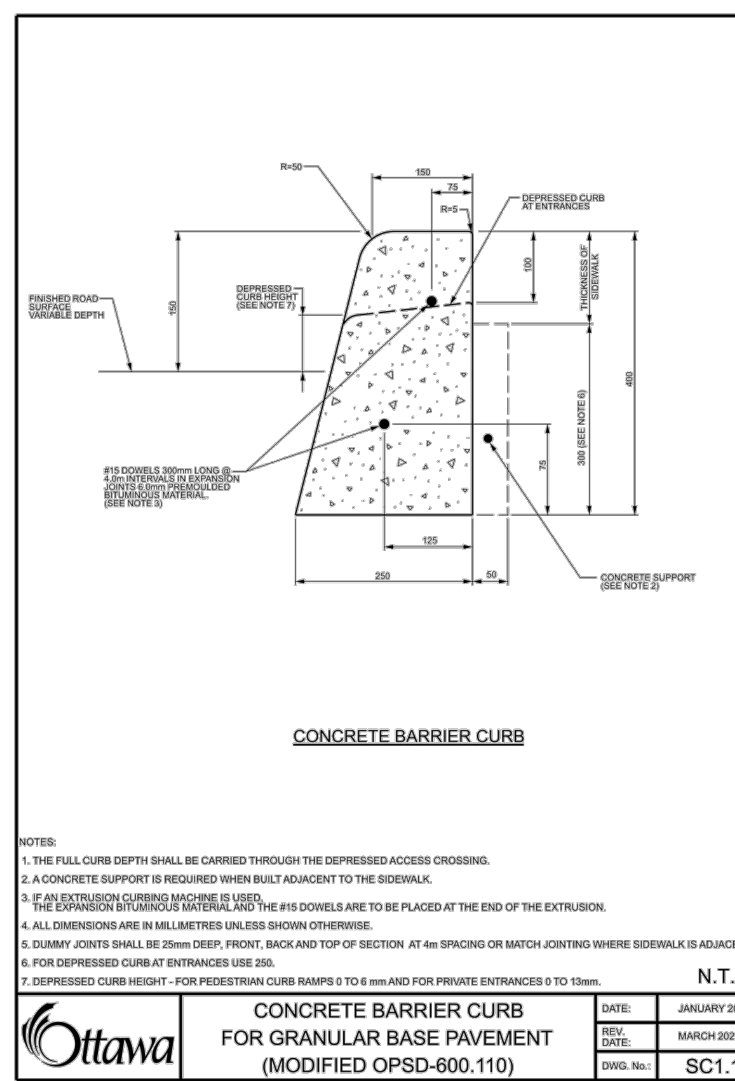 R=50
150
75
R=5
DEPRESSED CURB
AT ENTRANCES
FINISHED ROAD
SURFACE
VARIABLE DEPTH
150
DEPRESSED
CURB HEIGHT
(SEE NOTE 7)
100
THICKNESS OF
SIDEWALK
400
300 (SEE NOTE 6)
75
#15 DOWELS 300mm LONG @
4.0m INTERVALS IN EXPANSION
JOINTS 6.0mm PREMOULDED
BITUMINOUS MATERIAL.
(SEE NOTE 3)
125
250
50
CONCRETE SUPPORT
(SEE NOTE 2)
CONCRETE BARRIER CURB
NOTES:
1. THE FULL CURB DEPTH SHALL BE CARRIED THROUGH THE DEPRESSED ACCESS CROSSING.
2. A CONCRETE SUPPORT IS REQUIRED WHEN BUILT ADJACENT TO THE SIDEWALK.
3. IF AN EXTRUSION CURBING MACHINE IS USED,
THE EXPANSION BITUMINOUS MATERIAL AND THE #15 DOWELS ARE TO BE PLACED AT THE END OF THE EXTRUSION.
4. ALL DIMENSIONS ARE IN MILLIMETRES UNLESS SHOWN OTHERWISE.
5. DUMMY JOINTS SHALL BE 25mm DEEP, FRONT, BACK AND TOP OF SECTION AT 4m SPACING OR MATCH JOINTING WHERE SIDEWALK IS
6. FOR DEPRESSED CURB AT ENTRANCES USE 250.
7. DEPRESSED CURB HEIGHT - FOR PEDESTRIAN CURB RAMPS 0 TO 6 mm AND FOR PRIVATE ENTRANCES 0 TO 13mm.
N.T.
Ottawa
CONCRETE BARRIER CURB
FOR GRANULAR BASE PAVEMENT
(MODIFIED OPSD-600.110)
DATE:
JANUARY
REV.
DATE:
MARCH
DWG. No.:
SC1.1